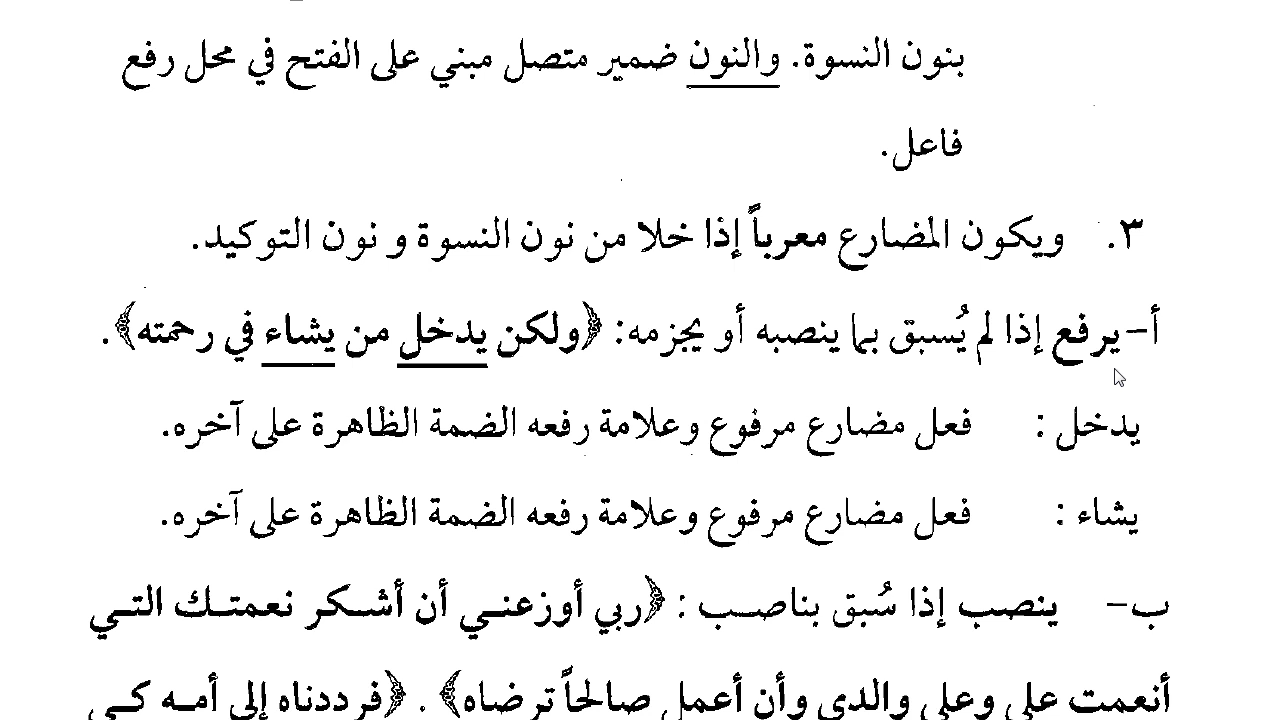 بنون النسوة. والنون ضمير متصل مبني على الفتح في محل رفع
فاعل.
٣. ويكون المضارع معرباً إذا خلا من نون النسوة و نون التوكيد.
أ- يرفع إذا لم يُسبق بما ينصبه أو يجزمه: ﴿ولكن يدخل من يشاء في رحمته﴾.
يدخل : فعل مضارع مرفوع وعلامة رفعه الضمة الظاهرة على آخره.
يشاء : فعل مضارع مرفوع وعلامة رفعه الضمة الظاهرة على آخره.
ب- ينصب إذا سُبق بناصب : ﴿ربي أوزعني أن أشكر نعمتك التي
أنعمت علي وعلى والدي وأن أعمل صالحاً ترضاه﴾ . ﴿فرددناه إلى أمه كي